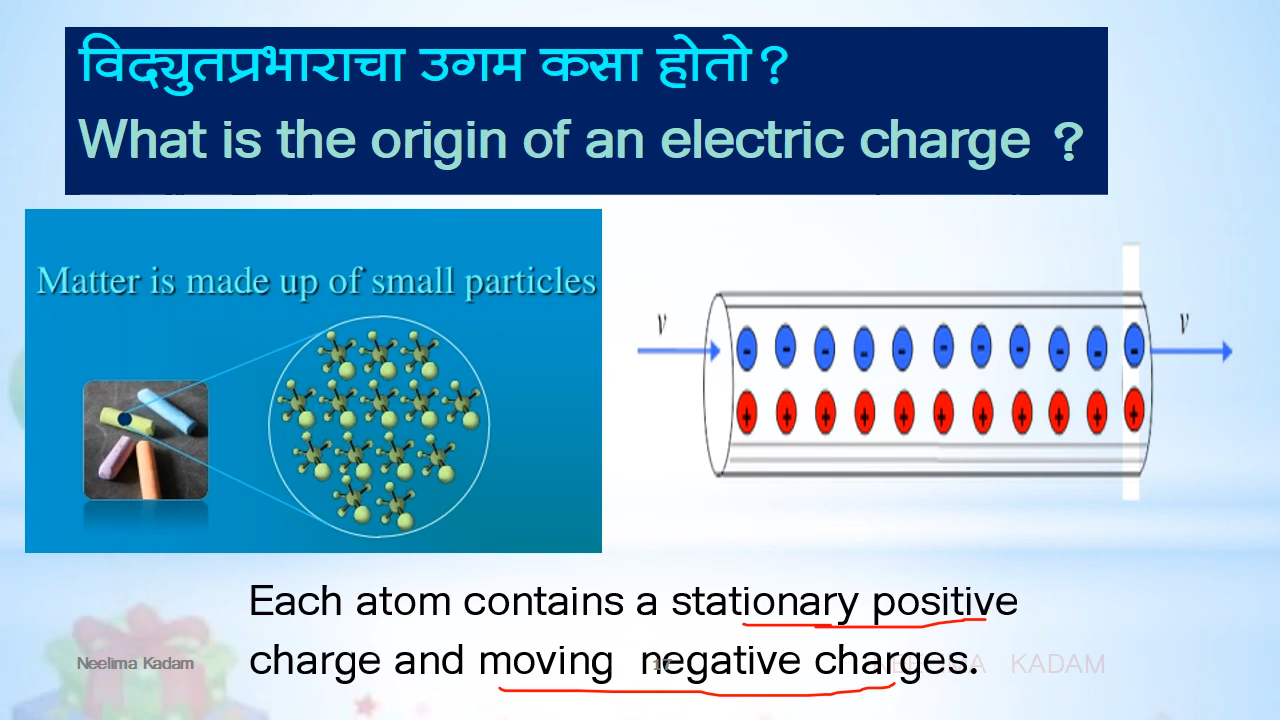 विद्युतप्रभाराचा उगम कसा होतो?
What is the origin of an electric charge ?
Matter is made up of small particles
v
v
- - - - - - - - - - -
+ + + + + + + + + + +
Each atom contains a stationary positive
charge and moving negative charges.
Neelima Kadam
KADAM